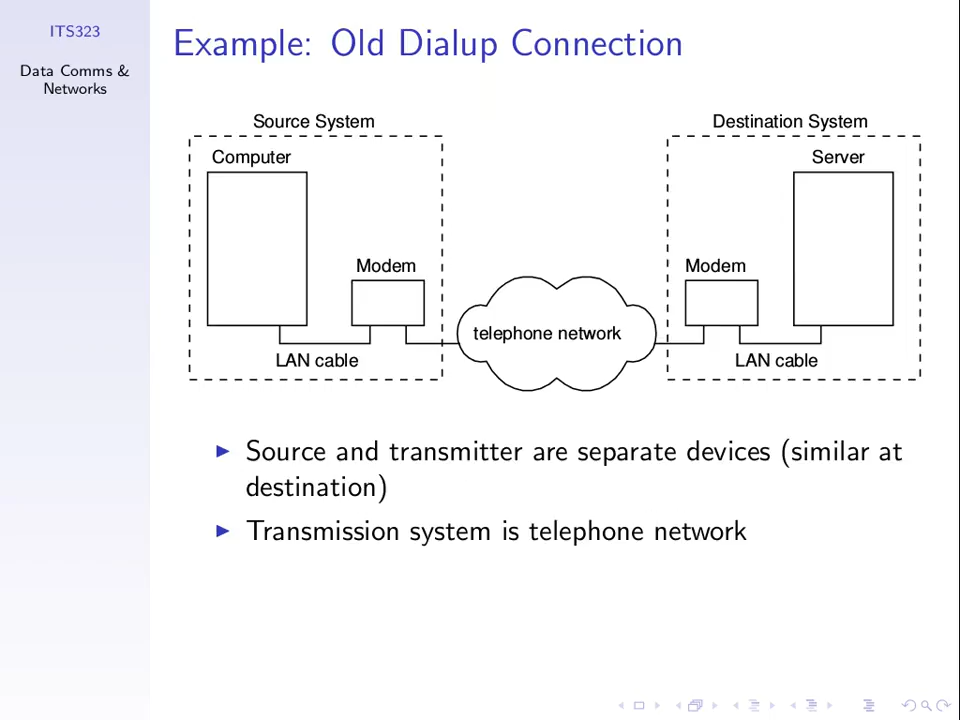 ITS323
Data Comms &
Networks
Example: Old Dialup Connection
Source System
Destination System
Computer
Server
Modem
Modem
telephone network
LAN cable
LAN cable
Source and transmitter are separate devices (similar at
destination)
Transmission system is telephone network